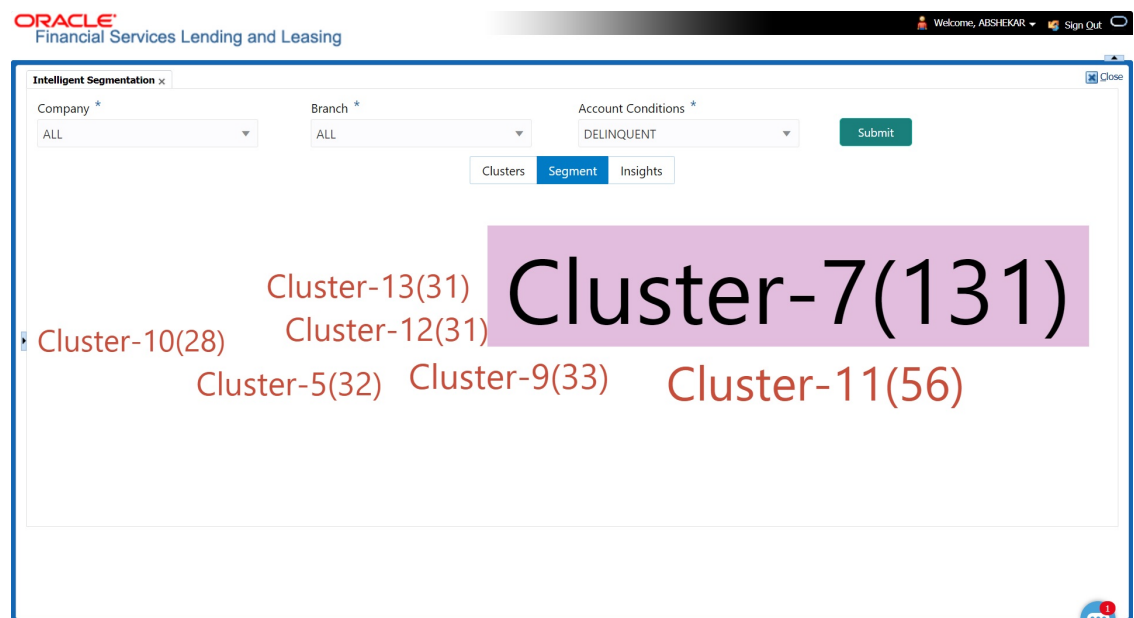 ORACLE
Financial Services Lending and Leasing
Welcome, ABSHEKAR
Sign Out
Intelligent Segmentation
Close
Company *
Branch *
Account Conditions *
ALL
ALL
DELINQUENT
Submit
Clusters
Segment
Insights
Cluster-7(131)
Cluster-13(31)
Cluster-12(31)
Cluster-10(28)
Cluster-5(32)
Cluster-9(33)
Cluster-11(56)
1